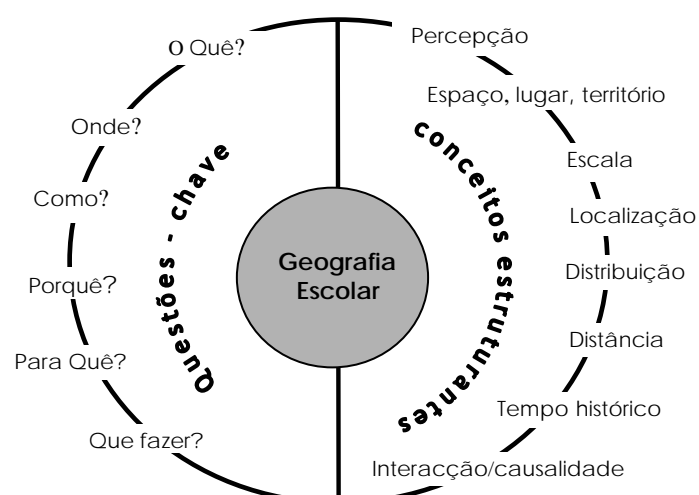 o Quê?
Onde?
Como?
Porquê?
Para Quê?
Que fazer?
Questões - chave
Geografia
Escolar
conceitos estruturantes
Percepção
Espaço, lugar, território
Escala
Localização
Distribuição
Distância
Tempo histórico
Interacção/causalidade